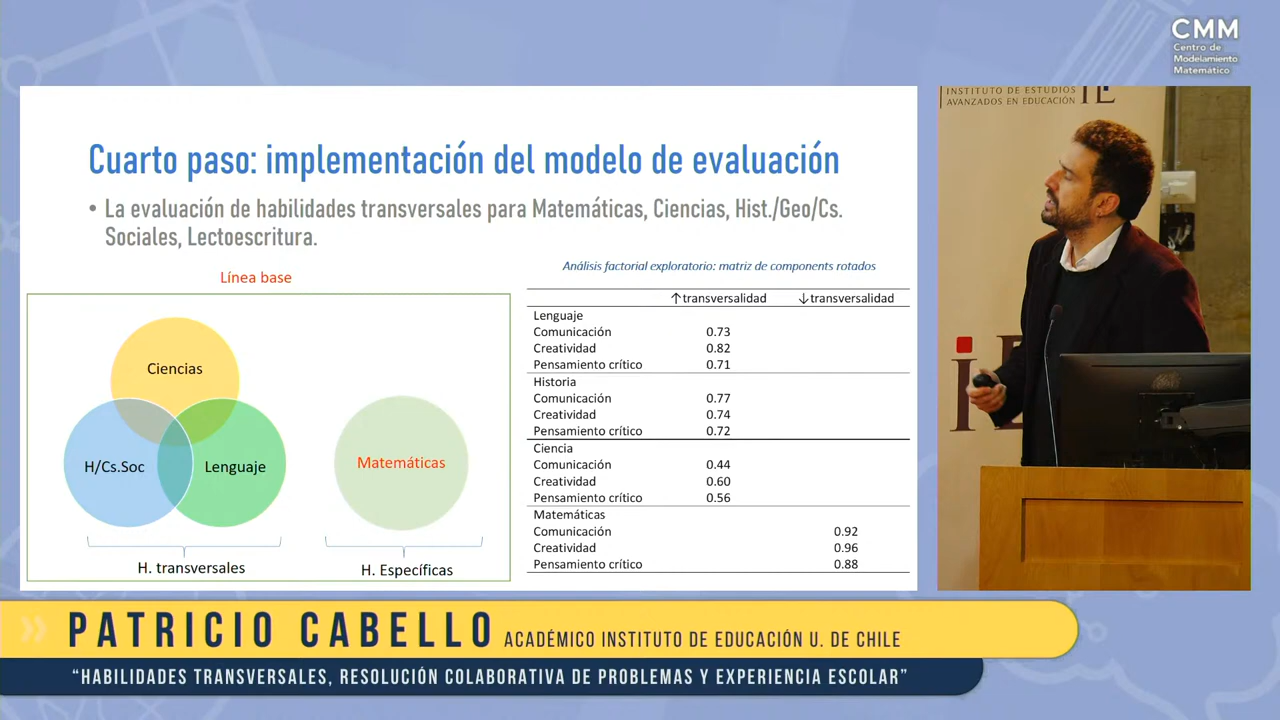 CMM
Centro de
Modelamiento
Matemático
INSTITUTO DE ESTUDIOS
AVANZADOS EN EDUCACIÓN IE
Cuarto paso: implementación del modelo de evaluación
• La evaluación de habilidades transversales para Matemáticas, Ciencias, Hist./Geo/Cs.
Sociales, Lectoescritura.
Línea base
Ciencias
H/Cs.Soc
Lenguaje
Matemáticas
H. transversales
H. Específicas
Análisis factorial exploratorio: matriz de components rotados
↑transversalidad ↓transversalidad
Lenguaje
Comunicación 0.73
Creatividad 0.82
Pensamiento crítico 0.71
Historia
Comunicación 0.77
Creatividad 0.74
Pensamiento crítico 0.72
Ciencia
Comunicación 0.44
Creatividad 0.60
Pensamiento crítico 0.56
Matemáticas
Comunicación 0.92
Creatividad 0.96
Pensamiento crítico 0.88
PATRICIO CABELLO ACADÉMICO INSTITUTO DE EDUCACIÓN U. DE CHILE
“HABILIDADES TRANSVERSALES, RESOLUCIÓN COLABORATIVA DE PROBLEMAS Y EXPERIENCIA ESCOLAR”